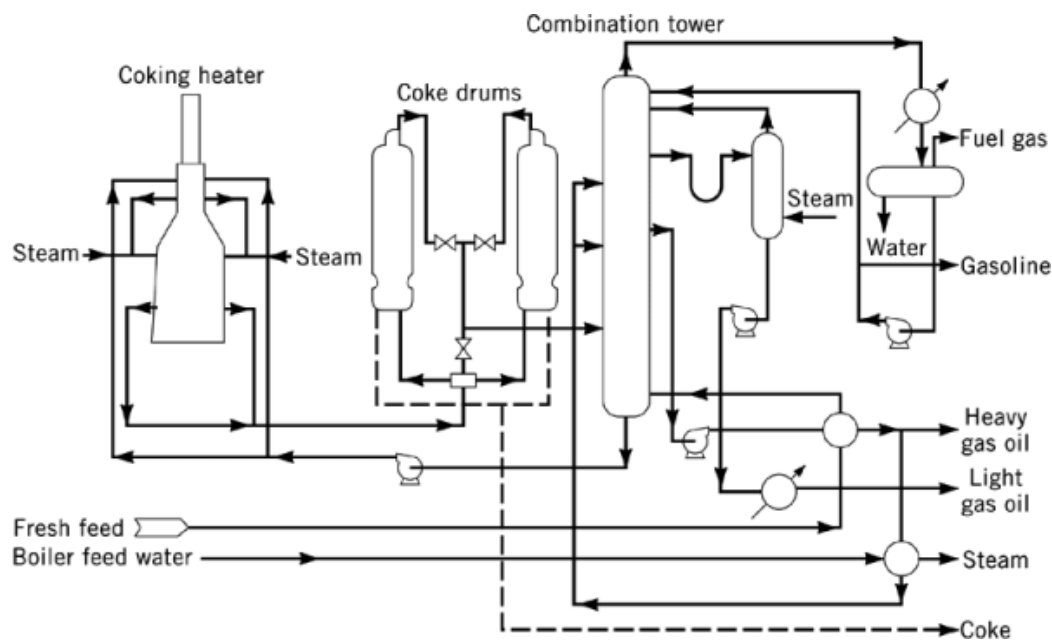 Combination tower
Coking heater
Coke drums
Fuel gas
Steam
Steam
Steam
Water
Gasoline
Heavy
gas oil
Light
gas oil
Fresh feed
Boiler feed water
Steam
Coke